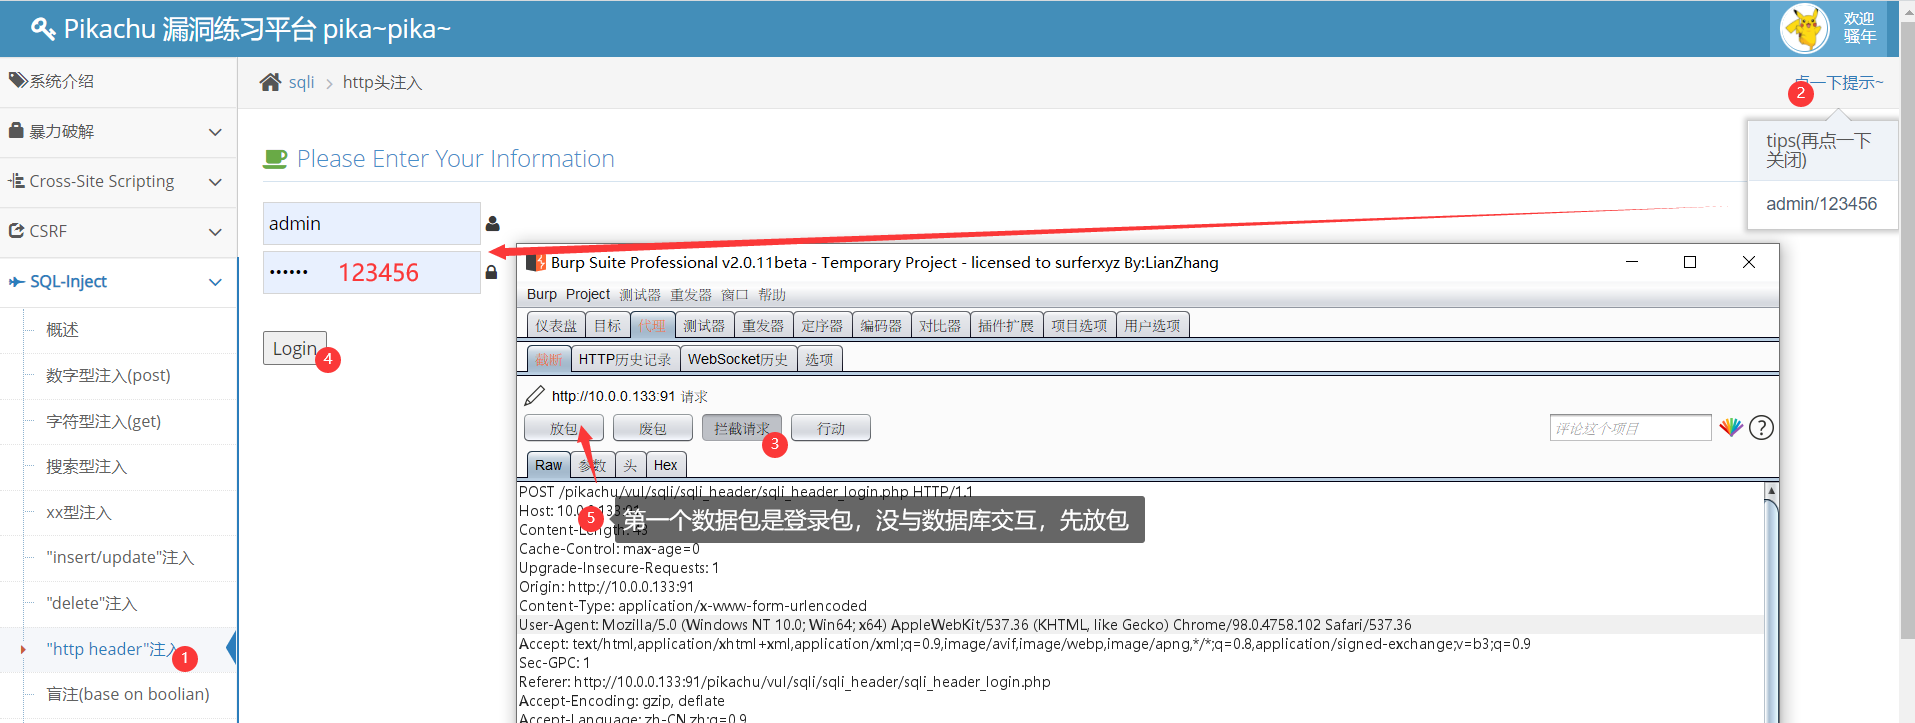 Pikachu 漏洞练习平台 pika~pika~
欢迎
骚年
系统介绍
暴力破解
Cross-Site Scripting
CSRF
SQL-Inject
概述
数字型注入(post)
字符型注入(get)
搜索型注入
xx型注入
"insert/update"注入
"delete"注入
"http header"注入
1
盲注(base on boolian)
sqli
http头注入
点一下提示~
2
tips(再点一下
关闭)
admin/123456
Please Enter Your Information
admin
•••••• 123456
Login
4
Burp Suite Professional v2.0.11beta - Temporary Project - licensed to surferxyz By:LianZhang
Burp Project 测试器 重发器 窗口 帮助
仪表盘 目标 代理 测试器 重发器 定序器 编码器 对比器 插件扩展 项目选项 用户选项
截断 HTTP历史记录 WebSocket历史 选项
http://10.0.0.133:91 请求
放包 废包 拦截请求 行动 评论这个项目 ?
3
Raw 参数 头 Hex
POST /pikachu/vul/sqli/sqli_header/sqli_header_login.php HTTP/1.1
Host: 10.0.0.133:91
5 第一个数据包是登录包，没与数据库交互，先放包
Content-Length: 43
Cache-Control: max-age=0
Upgrade-Insecure-Requests: 1
Origin: http://10.0.0.133:91
Content-Type: application/x-www-form-urlencoded
User-Agent: Mozilla/5.0 (Windows NT 10.0; Win64; x64) AppleWebKit/537.36 (KHTML, like Gecko) Chrome/98.0.4758.102 Safari/537.36
Accept: text/html,application/xhtml+xml,application/xml;q=0.9,image/avif,image/webp,image/apng,*/*;q=0.8,application/signed-exchange;v=b3;q=0.9
Sec-GPC: 1
Referer: http://10.0.0.133:91/pikachu/vul/sqli/sqli_header/sqli_header_login.php
Accept-Encoding: gzip, deflate
Accept-Language: zh-CN,zh;q=0.9